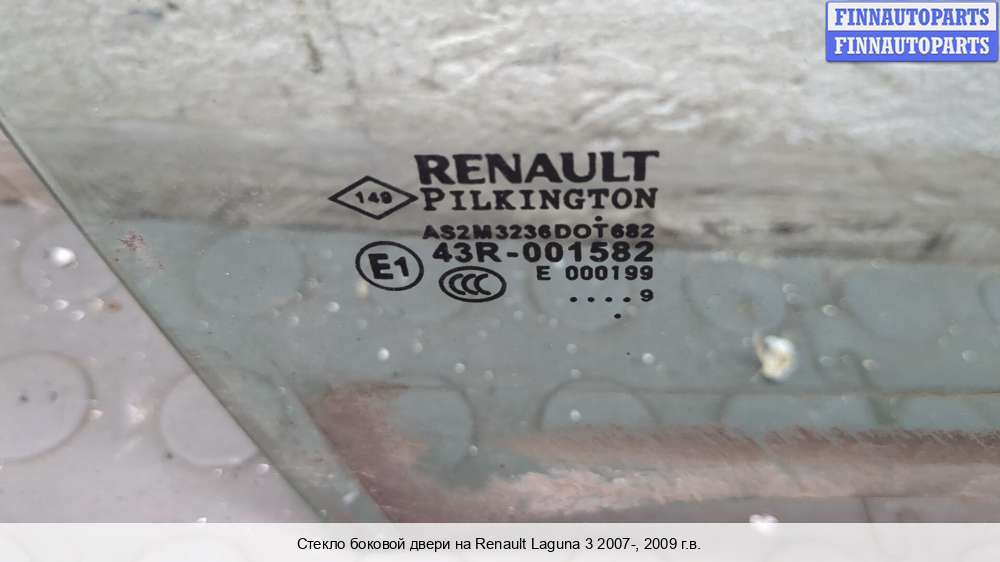 FINNAUTOPARTS
FINNAUTOPARTS
RENAULT
149 PILKINGTON
AS2M3236DOT682
E1 43R-001582
CCC E 000199
....9
.
Стекло боковой двери на Renault Laguna 3 2007-, 2009 г.в.